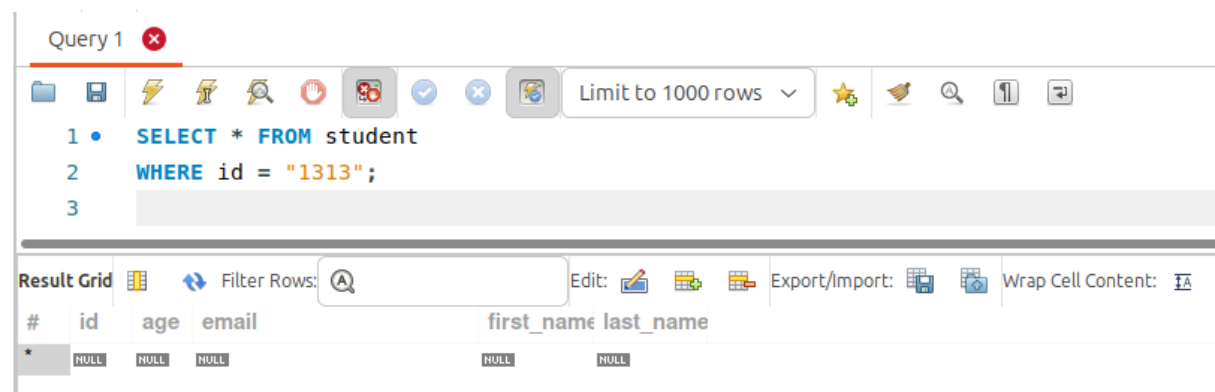 Query 1
Limit to 1000 rows
1 SELECT * FROM student
2 WHERE id = "1313";
3
Result Grid Filter Rows: Edit: Export/Import: Wrap Cell Content:
# id age email first_name last_name
* NULL NULL NULL NULL NULL